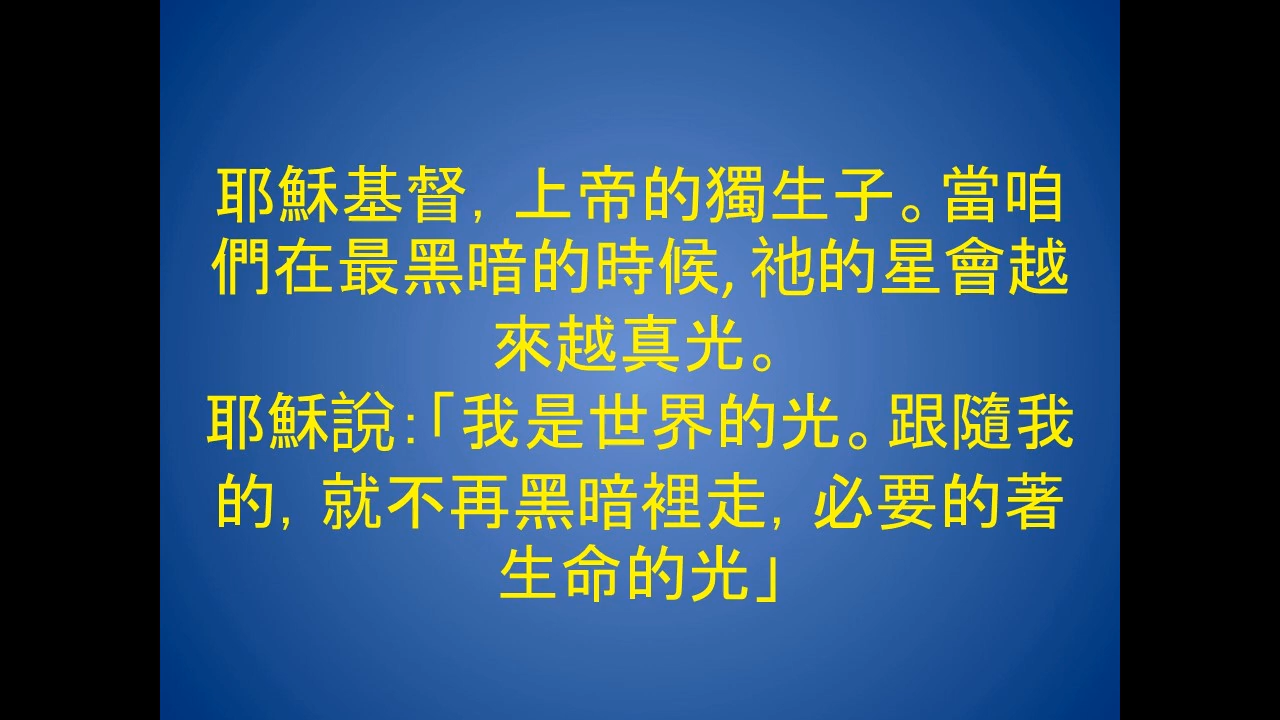 耶穌基督，上帝的獨生子。當咱
們在最黑暗的時候, 祂的星會越
來越真光。
耶穌說:「我是世界的光。跟隨我
的，就不再黑暗裡走，必要的著
生命的光」